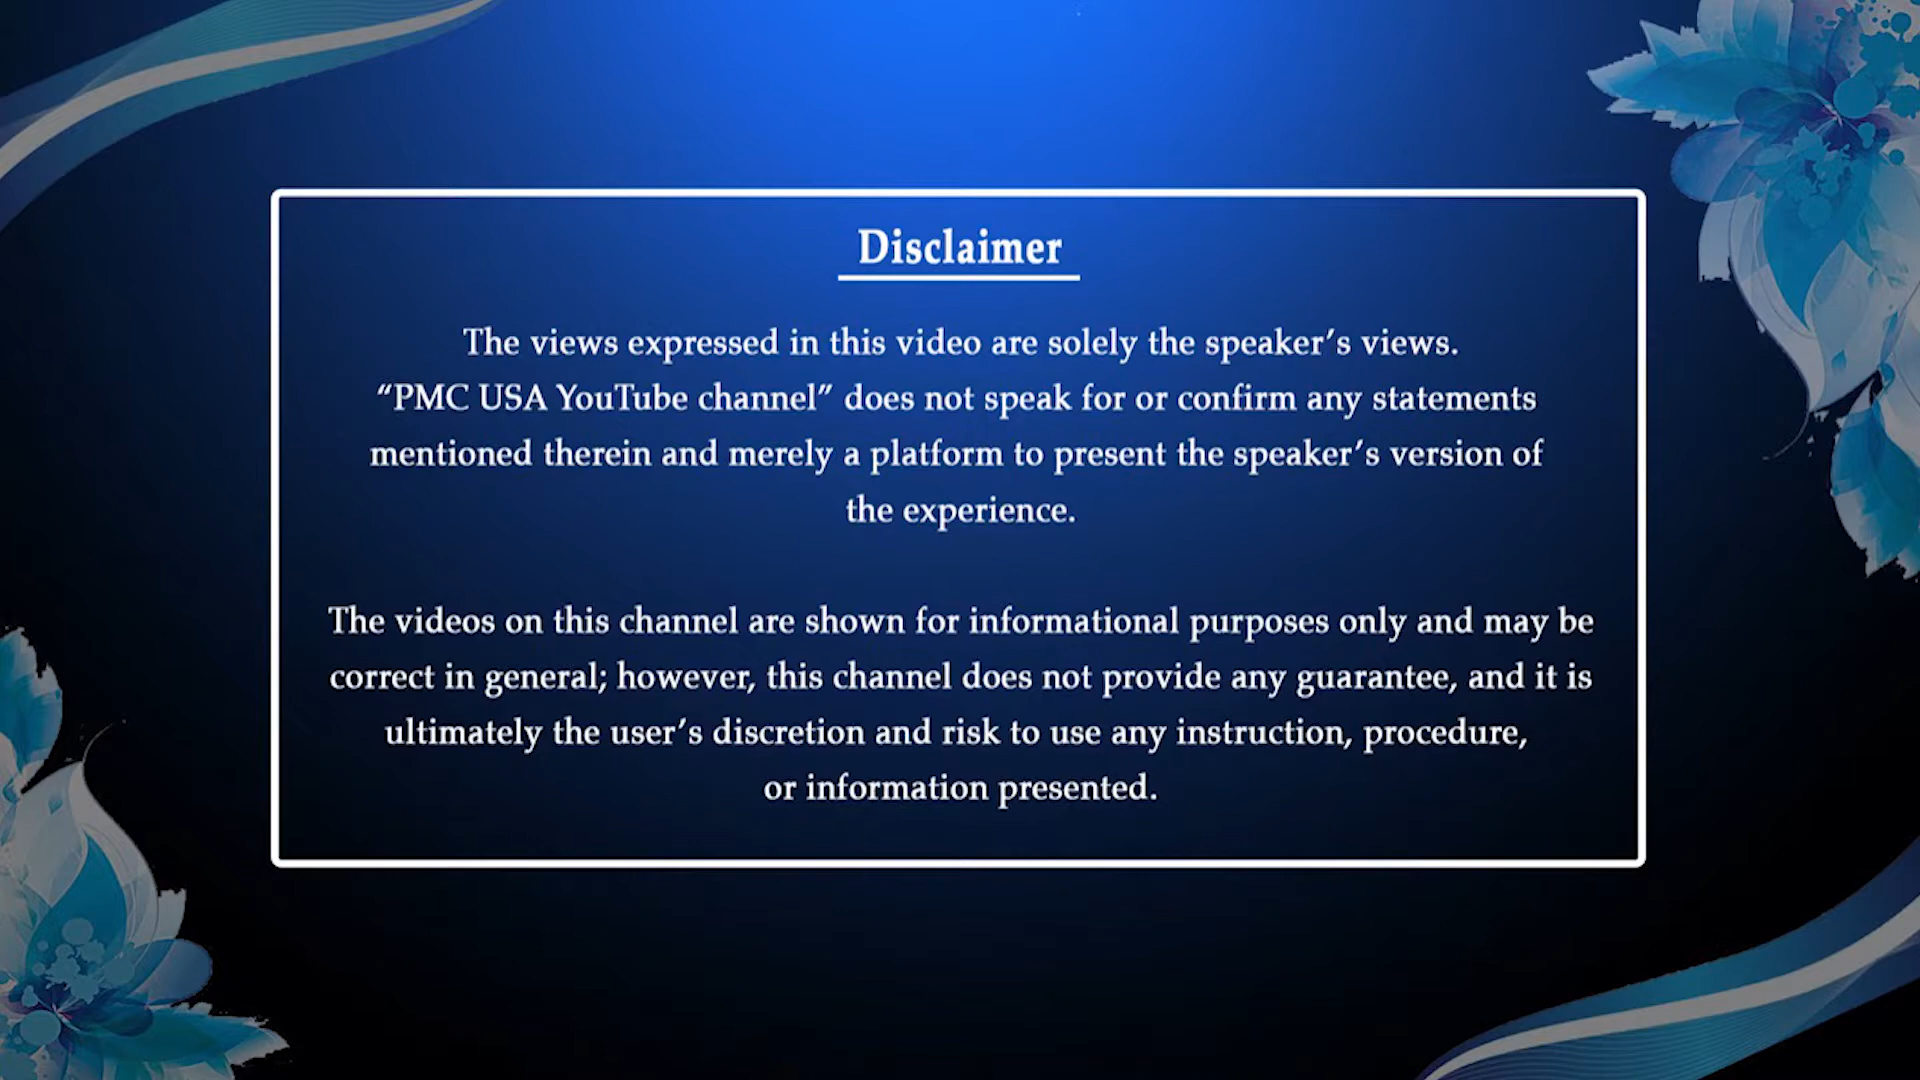 Disclaimer
The views expressed in this video are solely the speaker’s views.
“PMC USA YouTube channel” does not speak for or confirm any statements
mentioned therein and merely a platform to present the speaker’s version of
the experience.
The videos on this channel are shown for informational purposes only and may be
correct in general; however, this channel does not provide any guarantee, and it is
ultimately the user’s discretion and risk to use any instruction, procedure,
or information presented.